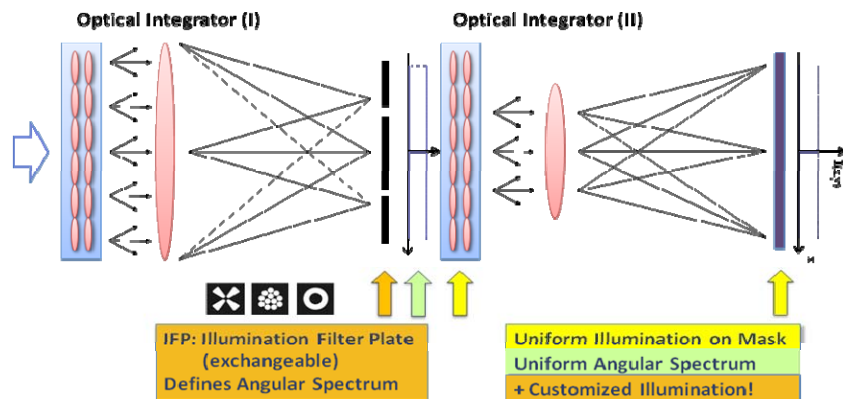 Optical Integrator (I)
Optical Integrator (II)
IFP: Illumination Filter Plate
(exchangeable)
Defines Angular Spectrum
Uniform Illumination on Mask
Uniform Angular Spectrum
+ Customized Illumination!